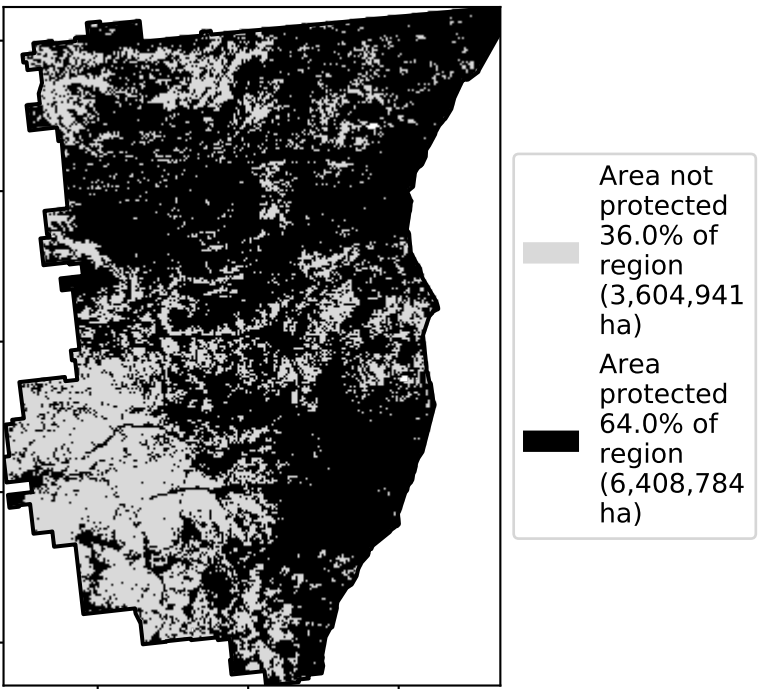 Area not
protected
36.0% of
region
(3,604,941
ha)
Area
protected
64.0% of
region
(6,408,784
ha)